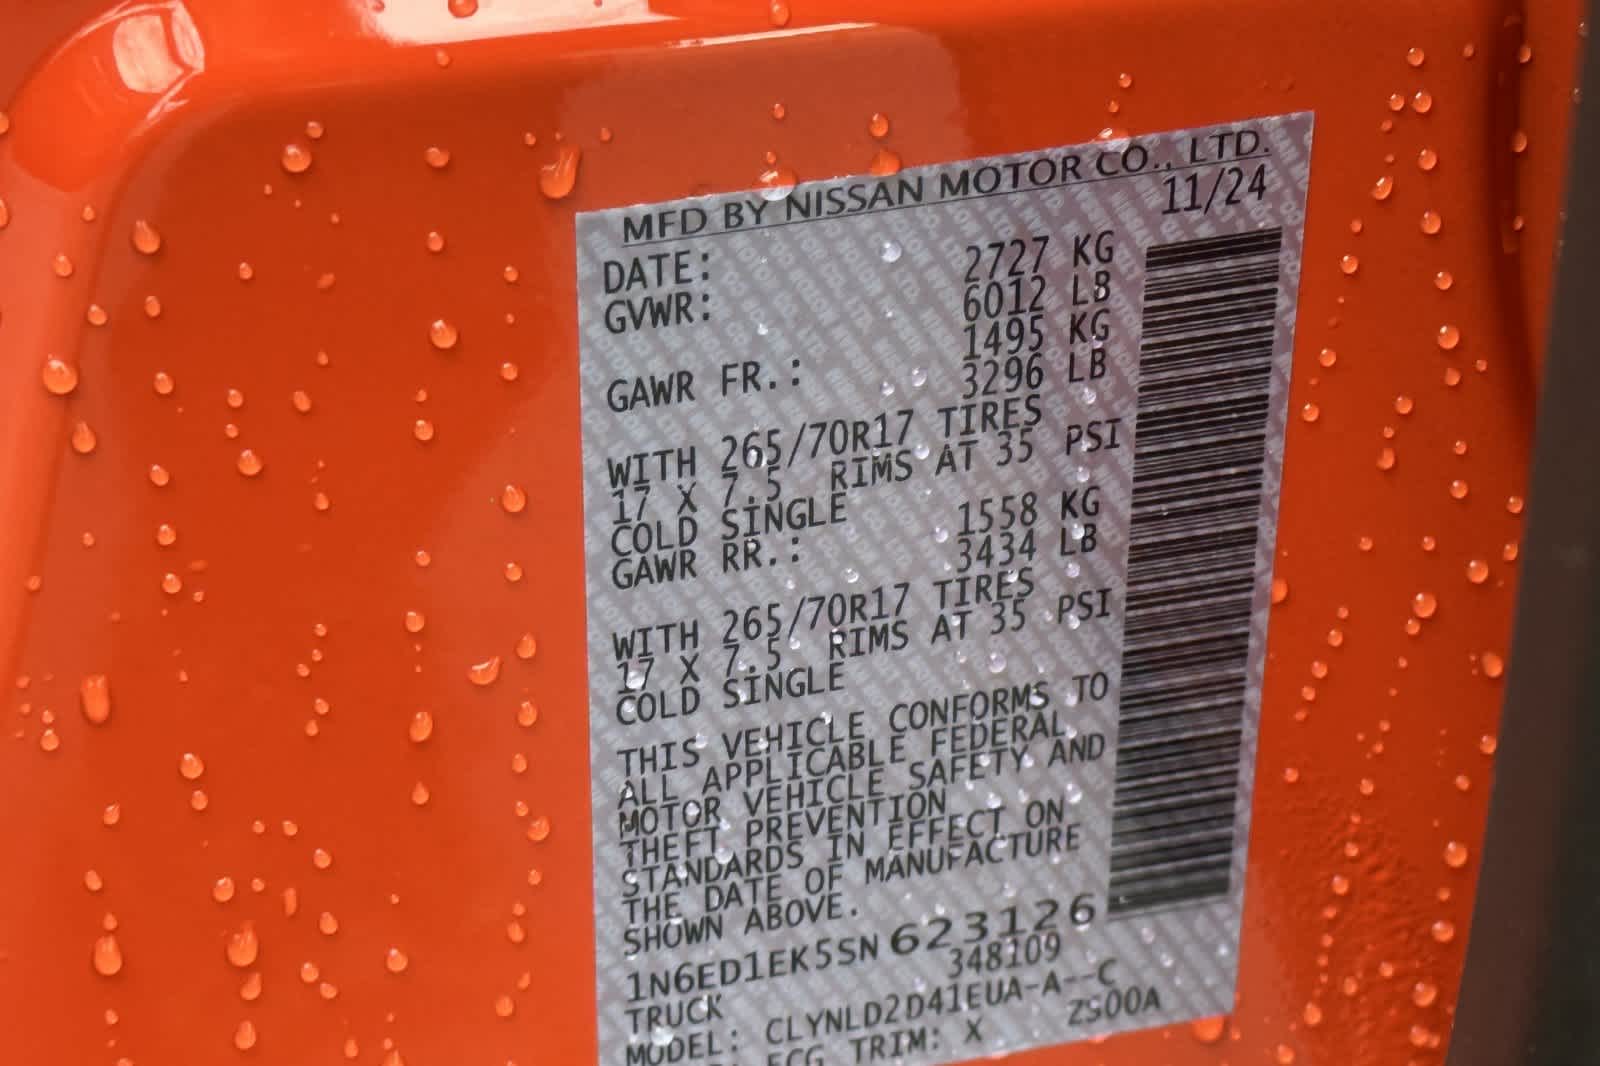 MFD BY NISSAN MOTOR CO., LTD.
DATE: 11/24
GVWR: 2727 KG
6012 LB
GAWR FR.: 1495 KG
3296 LB
WITH 265/70R17 TIRES
17 X 7.5 RIMS AT 35 PSI
COLD SINGLE
GAWR RR.: 1558 KG
3434 LB
WITH 265/70R17 TIRES
17 X 7.5 RIMS AT 35 PSI
COLD SINGLE
THIS VEHICLE CONFORMS TO
ALL APPLICABLE FEDERAL
MOTOR VEHICLE SAFETY AND
THEFT PREVENTION
STANDARDS IN EFFECT ON
THE DATE OF MANUFACTURE
SHOWN ABOVE.
1N6ED1EK5SN623126
TRUCK 348109
MODEL: CLYNLD2D41EUA-A--C
ECG TRIM: X ZS00A